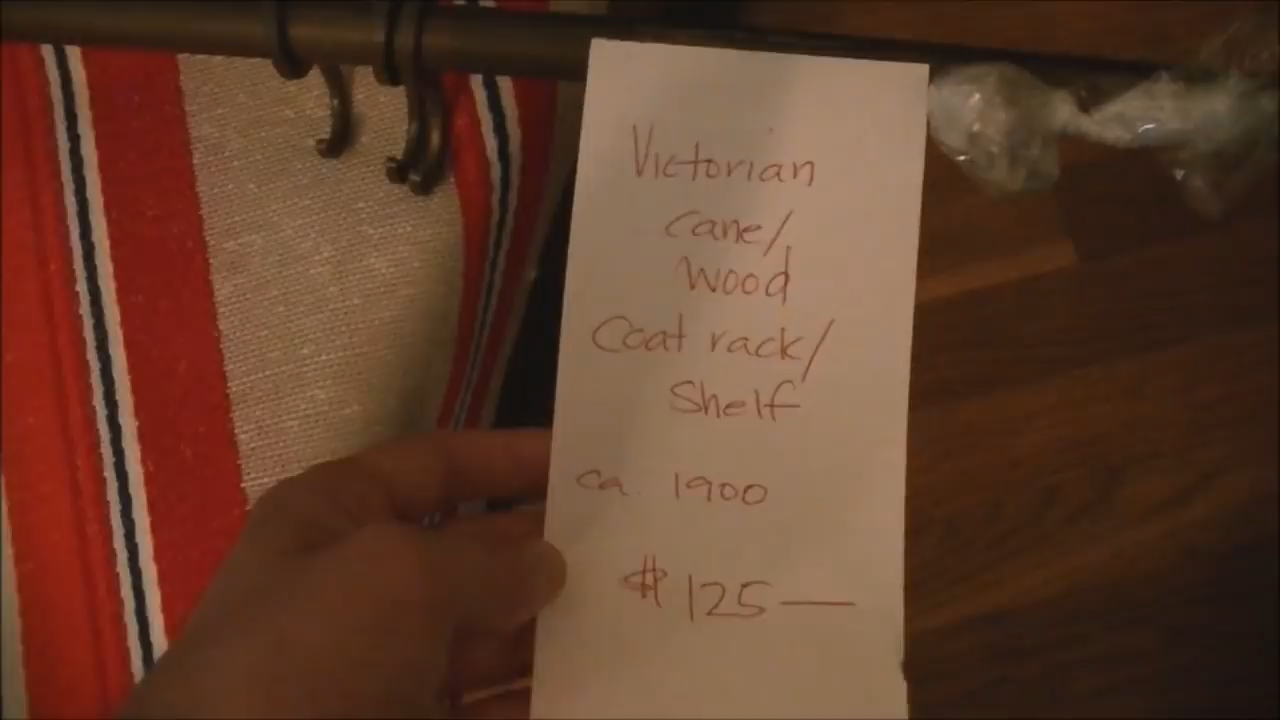 Victorian
cane/
wood
Coat rack/
Shelf
ca. 1900
$125—